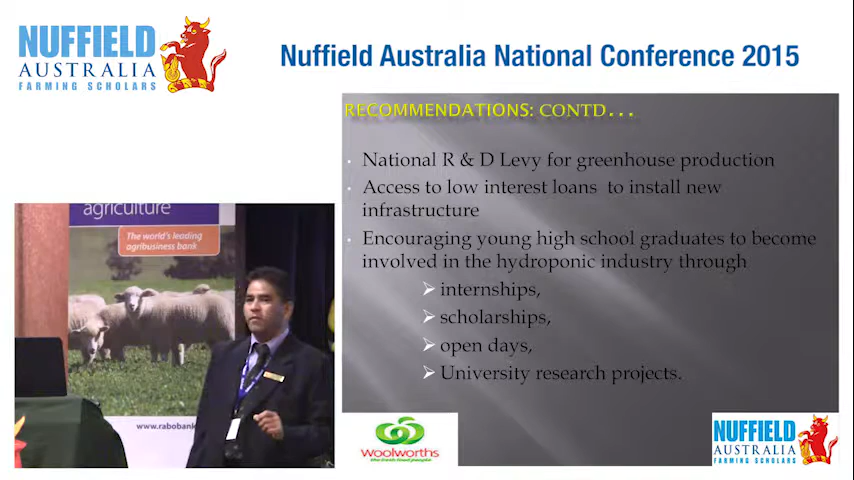 NUFFIELD
AUSTRALIA
FARMING SCHOLARS
Nuffield Australia National Conference 2015
RECOMMENDATIONS: CONTD...
National R & D Levy for greenhouse production
Access to low interest loans to install new
infrastructure
Encouraging young high school graduates to become
involved in the hydroponic industry through
internships,
scholarships,
open days,
University research projects.
agriculture
The world's leading
agribusiness bank
www.rabobank
Woolworths
the fresh food people
NUFFIELD
AUSTRALIA
FARMING SCHOLARS